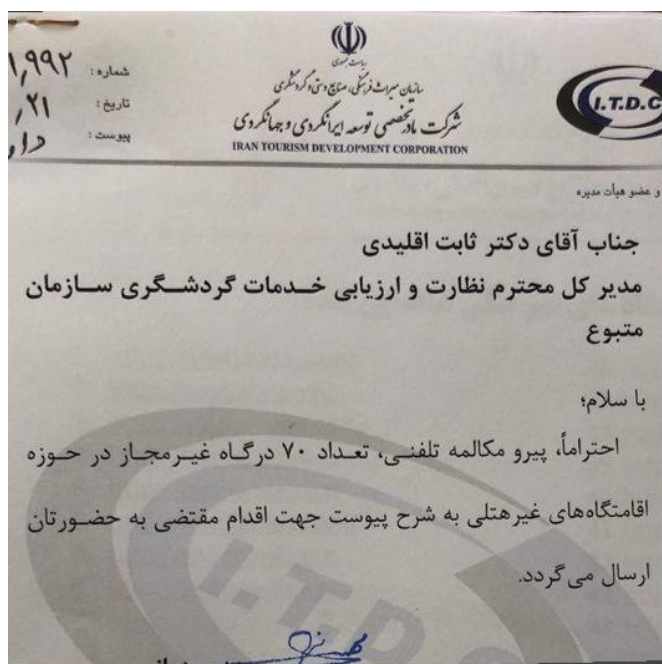 ریاست جمهوری
سازمان میراث فرهنگی، صنایع دستی و گردشگری
شرکت مادر تخصصی توسعه ایرانگردی و جهانگردی
IRAN TOURISM DEVELOPMENT CORPORATION
I.T.D.C
شماره :
تاریخ :
پیوست :
و عضو هیأت مدیره
جناب آقای دکتر ثابت اقلیدی
مدیر کل محترم نظارت و ارزیابی خدمات گردشگری سازمان
متبوع
با سلام؛
احتراماً، پیرو مکالمه تلفنی، تعداد ۷۰ درگاه غیرمجاز در حوزه
اقامتگاه‌های غیرهتلی به شرح پیوست جهت اقدام مقتضی به حضورتان
ارسال می‌گردد.
I.T.D.C